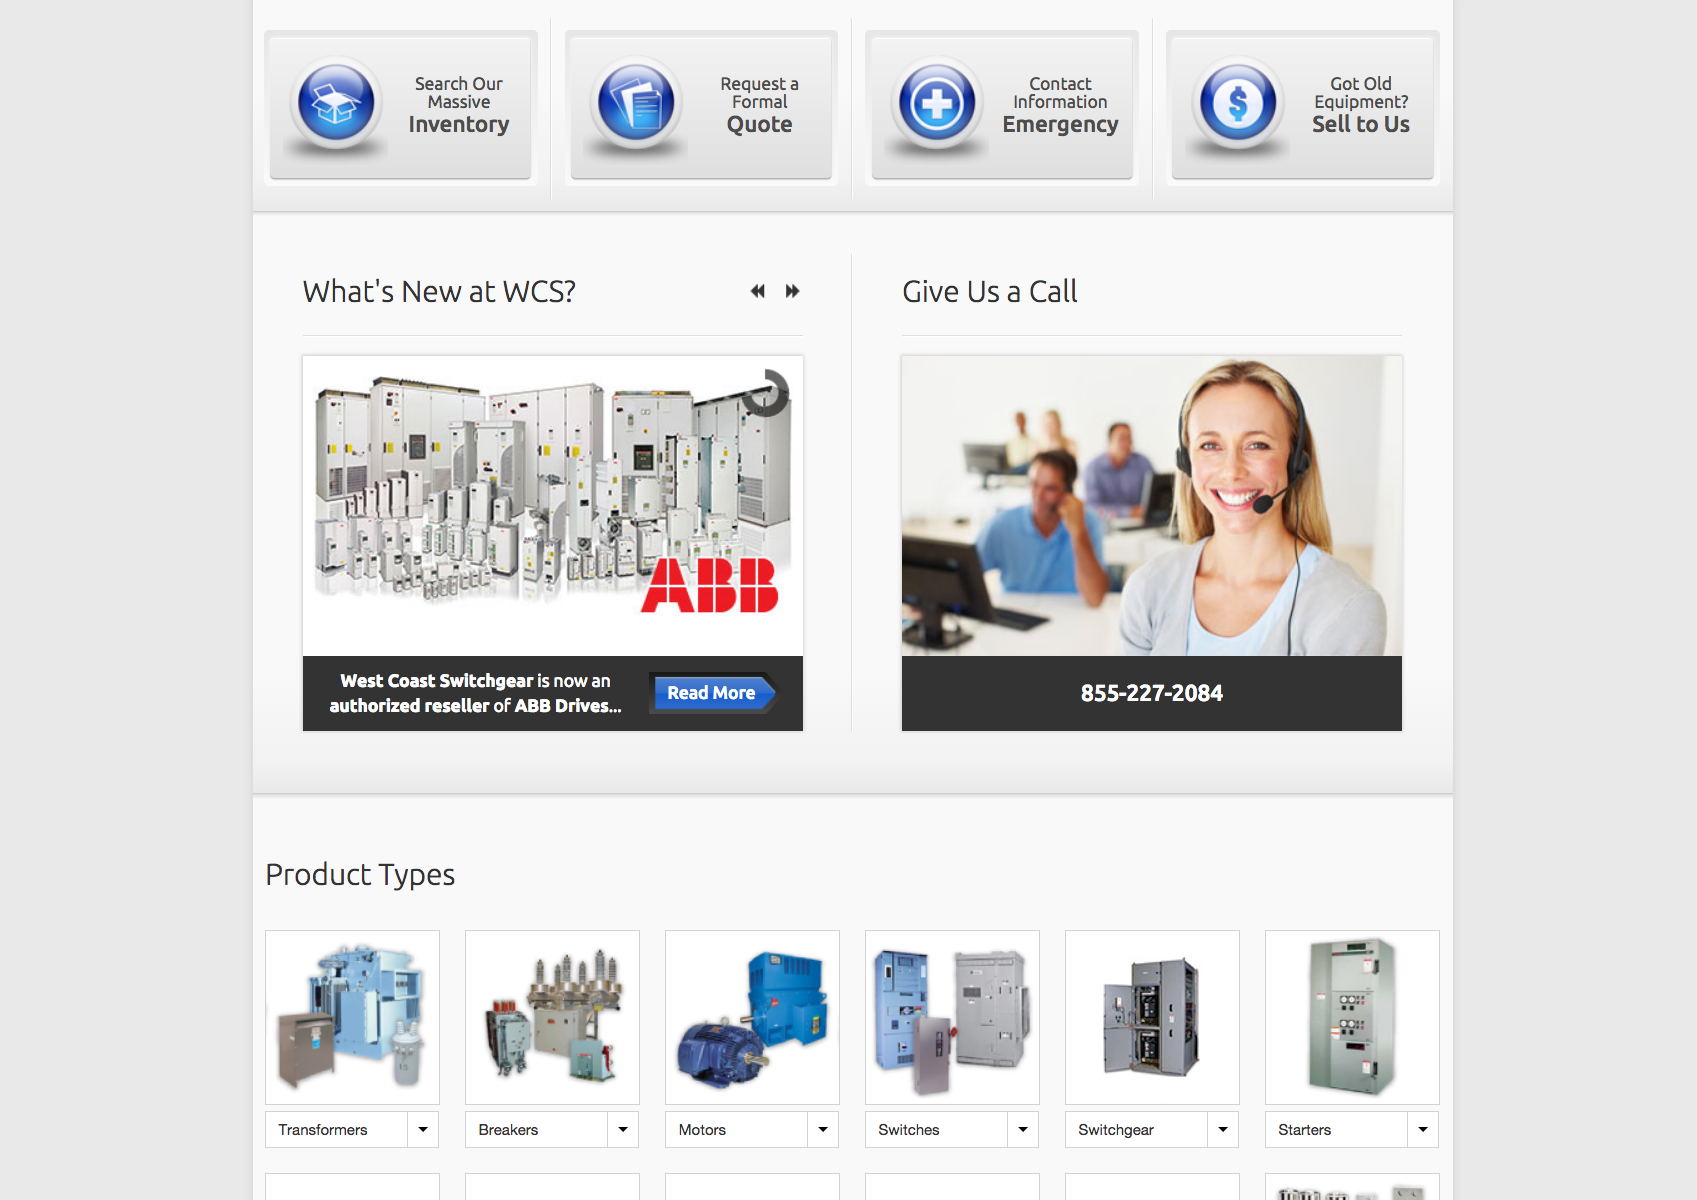 Search Our
Massive
Inventory
Request a
Formal
Quote
Contact
Information
Emergency
Got Old
Equipment?
Sell to Us
What's New at WCS?
Give Us a Call
ABB
West Coast Switchgear is now an
authorized reseller of ABB Drives...
Read More
855-227-2084
Product Types
Transformers
Breakers
Motors
Switches
Switchgear
Starters